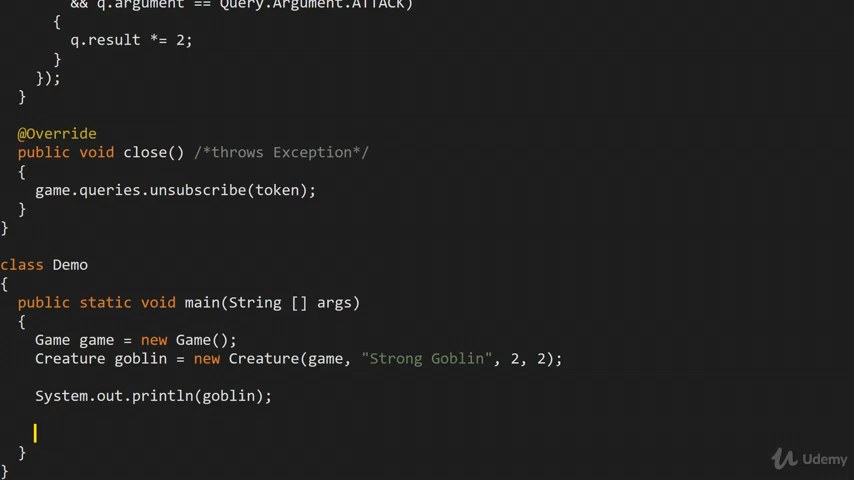 && q.argument == Query.Argument.ATTACK)
{
q.result *= 2;
}
});
}
@Override
public void close() /*throws Exception*/
{
game.queries.unsubscribe(token);
}
}
class Demo
{
public static void main(String [] args)
{
Game game = new Game();
Creature goblin = new Creature(game, "Strong Goblin", 2, 2);
System.out.println(goblin);
}
}
Udemy